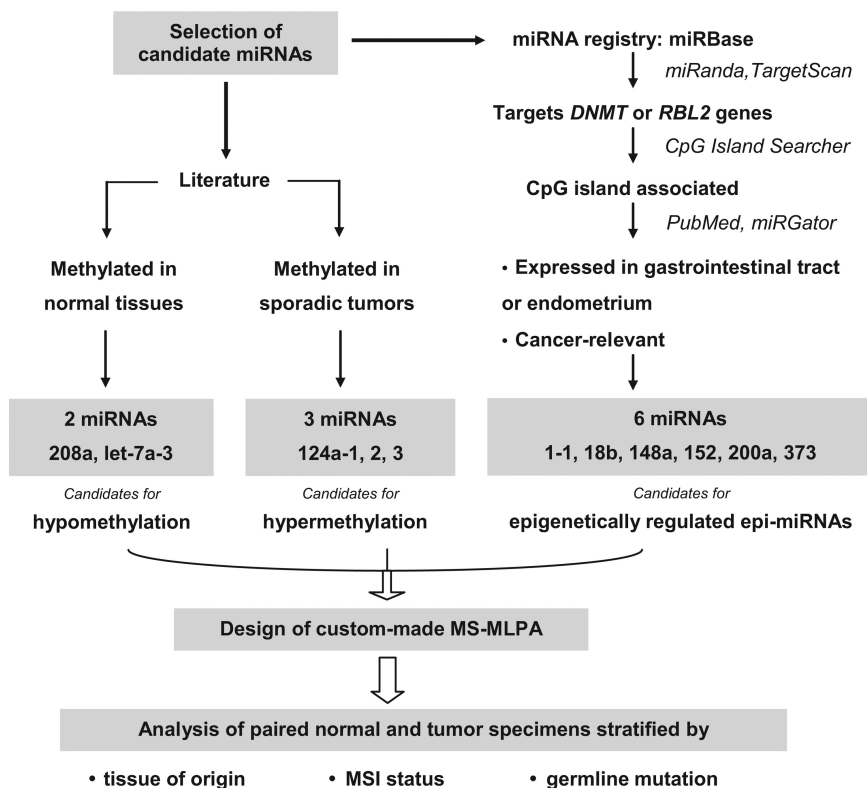 Selection of
candidate miRNAs
miRNA registry: miRBase
miRanda,TargetScan
Targets DNMT or RBL2 genes
CpG Island Searcher
CpG island associated
PubMed, miRGator
• Expressed in gastrointestinal tract
or endometrium
• Cancer-relevant
Literature
Methylated in
normal tissues
Methylated in
sporadic tumors
2 miRNAs
208a, let-7a-3
3 miRNAs
124a-1, 2, 3
6 miRNAs
1-1, 18b, 148a, 152, 200a, 373
Candidates for
hypomethylation
Candidates for
hypermethylation
Candidates for
epigenetically regulated epi-miRNAs
Design of custom-made MS-MLPA
Analysis of paired normal and tumor specimens stratified by
• tissue of origin
• MSI status
• germline mutation